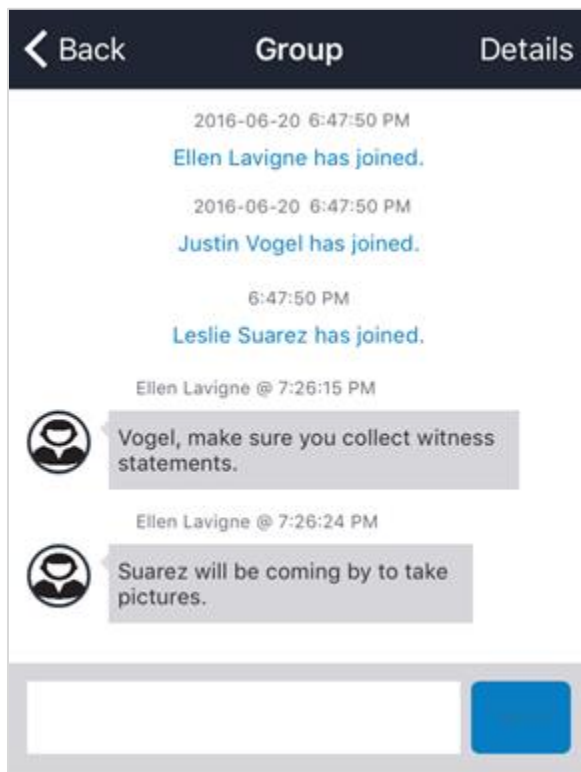 Back Group Details
2016-06-20 6:47:50 PM
Ellen Lavigne has joined.
2016-06-20 6:47:50 PM
Justin Vogel has joined.
6:47:50 PM
Leslie Suarez has joined.
Ellen Lavigne @ 7:26:15 PM
Vogel, make sure you collect witness
statements.
Ellen Lavigne @ 7:26:24 PM
Suarez will be coming by to take
pictures.